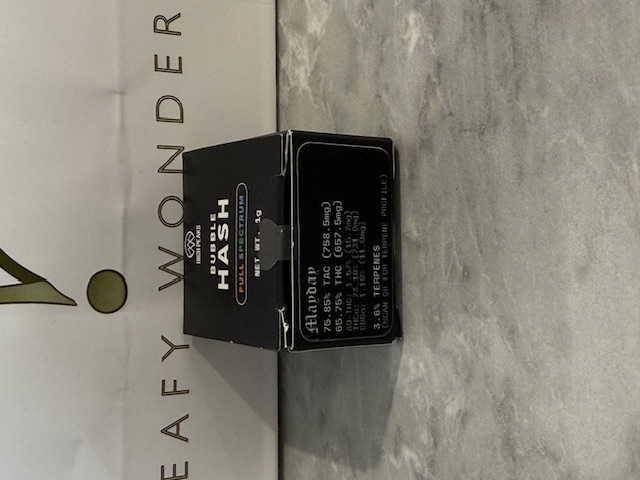 EAFY WONDER
HIGH PEAKS
BUBBLE
HASH
FULL SPECTRUM
NET WT. 1g
Mayday
75.85% TAC (758.5mg)
65.75% THC (657.5mg)
3.6% TERPENES
(SCAN QR FOR TERPENE PROFILE)